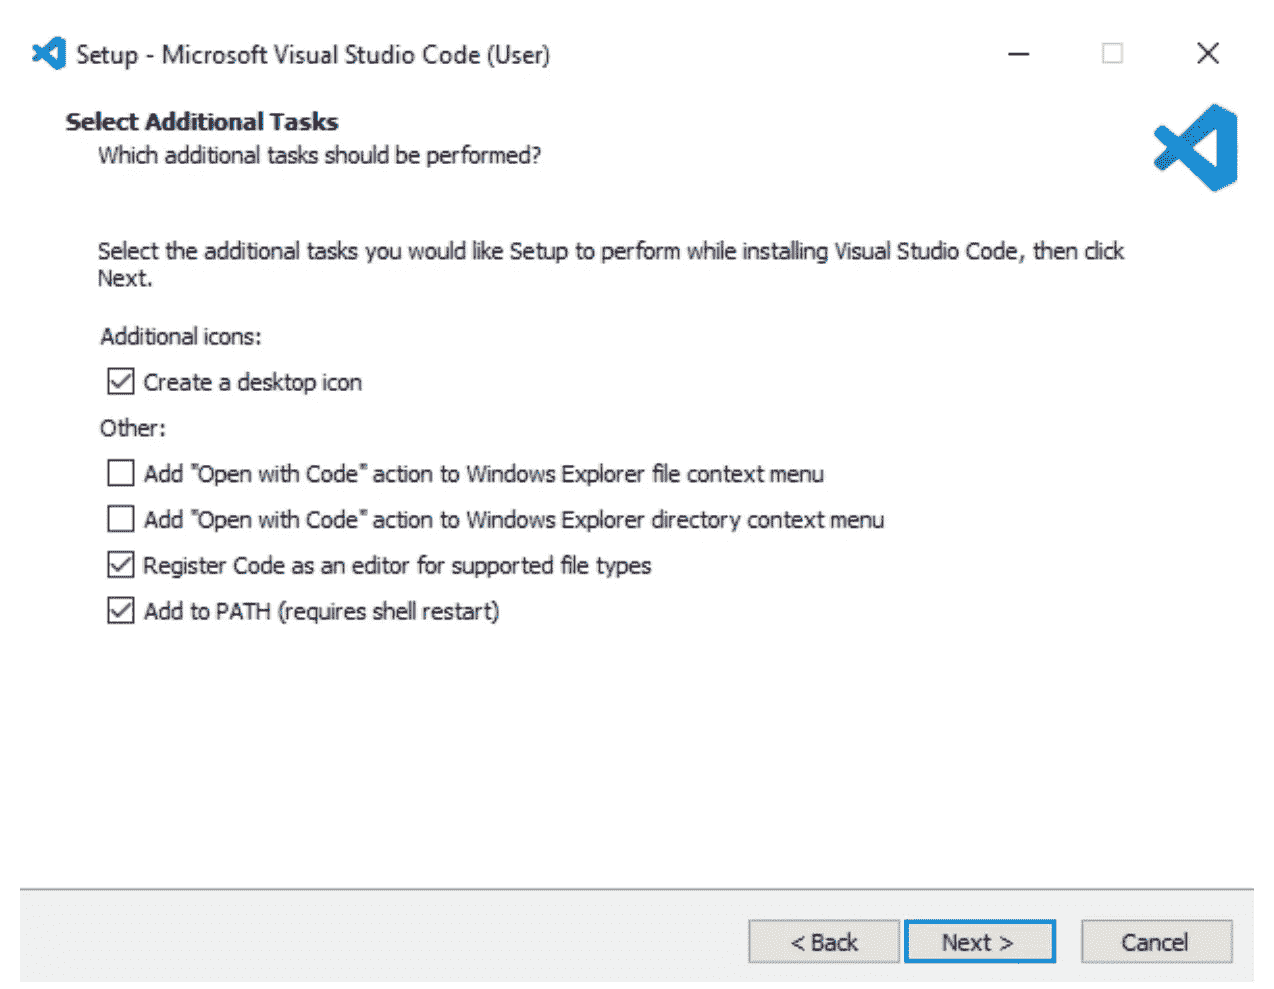 Setup - Microsoft Visual Studio Code (User)
Select Additional Tasks
Which additional tasks should be performed?
Select the additional tasks you would like Setup to perform while installing Visual Studio Code, then click
Next.
Additional icons:
Create a desktop icon
Other:
Add "Open with Code" action to Windows Explorer file context menu
Add "Open with Code" action to Windows Explorer directory context menu
Register Code as an editor for supported file types
Add to PATH (requires shell restart)
< Back Next > Cancel